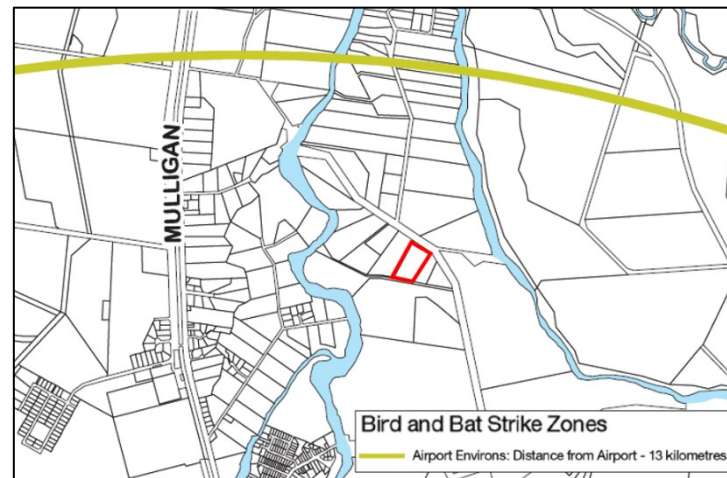 MULLIGAN
Bird and Bat Strike Zones
Airport Environs: Distance from Airport - 13 kilometres